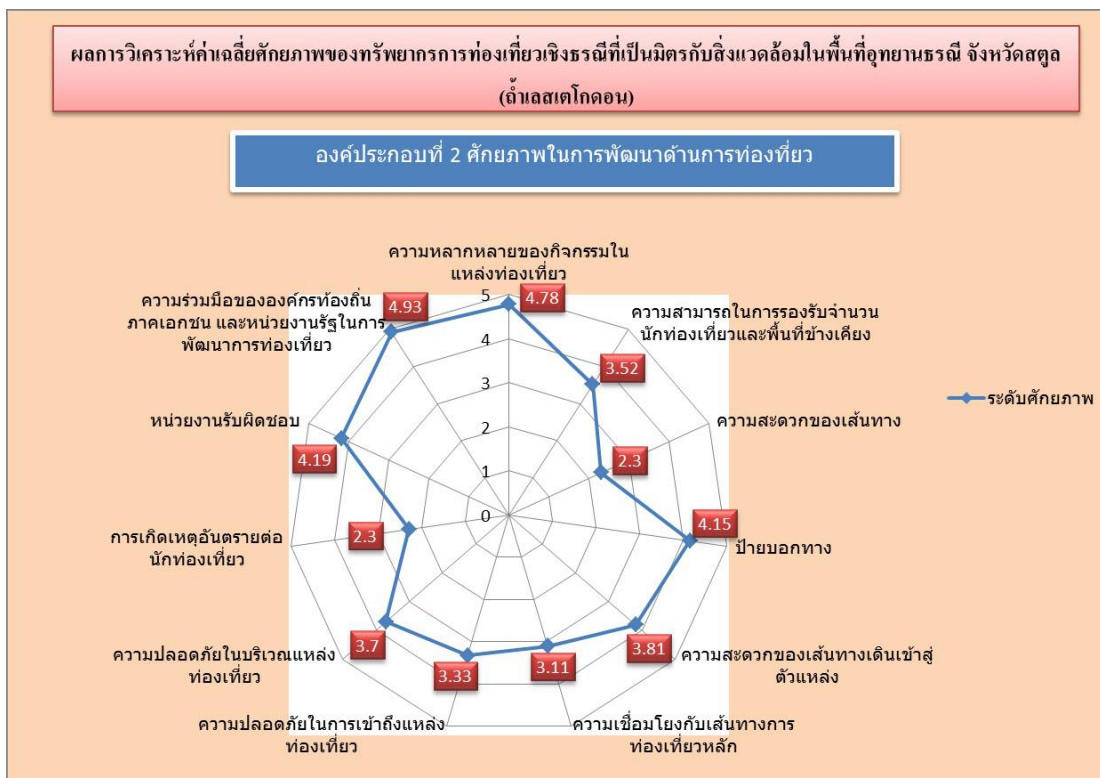 ผลการวิเคราะห์ค่าเฉลี่ยศักยภาพของทรัพยากรการท่องเที่ยวเชิงธรณีที่เป็นมิตรกับสิ่งแวดล้อมในพื้นที่อุทยานธรณี จังหวัดสตูล
(ถ้ำเลสเตโกดอน)
องค์ประกอบที่ 2 ศักยภาพในการพัฒนาด้านการท่องที่ยว
ความหลากหลายของกิจกรรมใน
แหล่งท่องเที่ยว
4.78
ความสามารถในการรองรับจำนวน
นักท่องเที่ยวและพื้นที่ข้างเคียง
3.52
ความสะดวกของเส้นทาง
2.3
ป้ายบอกทาง
4.15
ความสะดวกของเส้นทางเดินเข้าสู่
ตัวแหล่ง
3.81
ความเชื่อมโยงกับเส้นทางการ
ท่องเที่ยวหลัก
3.11
ความปลอดภัยในการเข้าถึงแหล่ง
ท่องเที่ยว
3.33
ความปลอดภัยในบริเวณแหล่ง
ท่องเที่ยว
3.7
การเกิดเหตุอันตรายต่อ
นักท่องเที่ยว
2.3
หน่วยงานรับผิดชอบ
4.19
ความร่วมมือขององค์กรท้องถิ่น
ภาคเอกชน และหน่วยงานรัฐในการ
พัฒนาการท่องเที่ยว
4.93
5
4
3
2
1
0
ระดับศักยภาพ